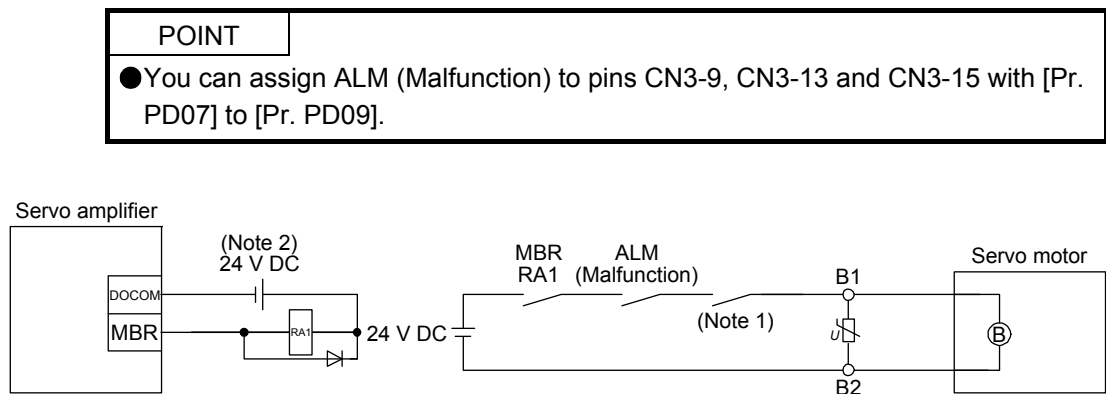 POINT
●You can assign ALM (Malfunction) to pins CN3-9, CN3-13 and CN3-15 with [Pr.
PD07] to [Pr. PD09].
Servo amplifier
(Note 2)
24 V DC
DOCOM
MBR
RA1
24 V DC
MBR
RA1
ALM
(Malfunction)
(Note 1)
B1
U
B2
Servo motor
B